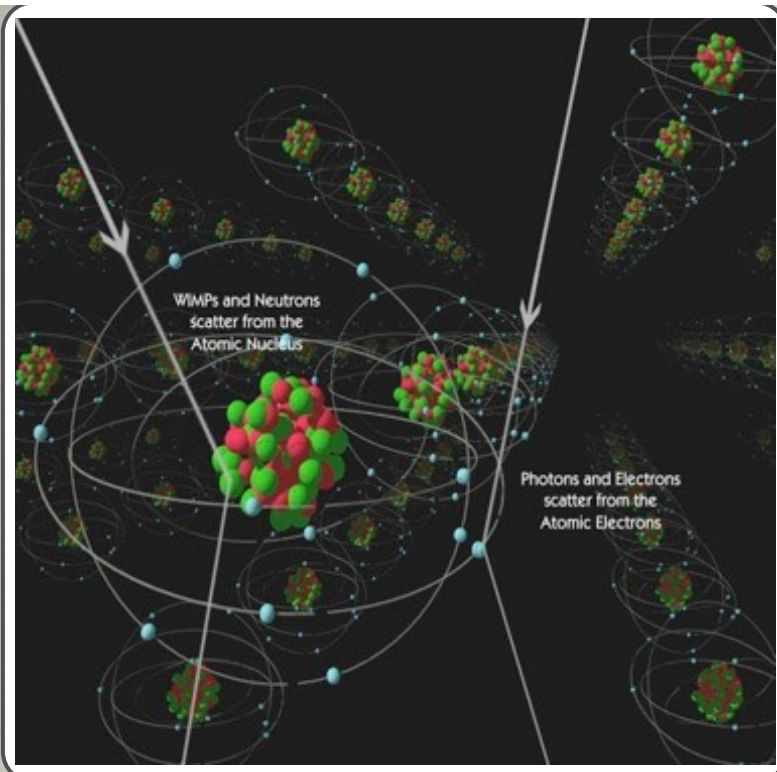 WIMPs and Neutrons
scatter from the
Atomic Nucleus
Photons and Electrons
scatter from the
Atomic Electrons